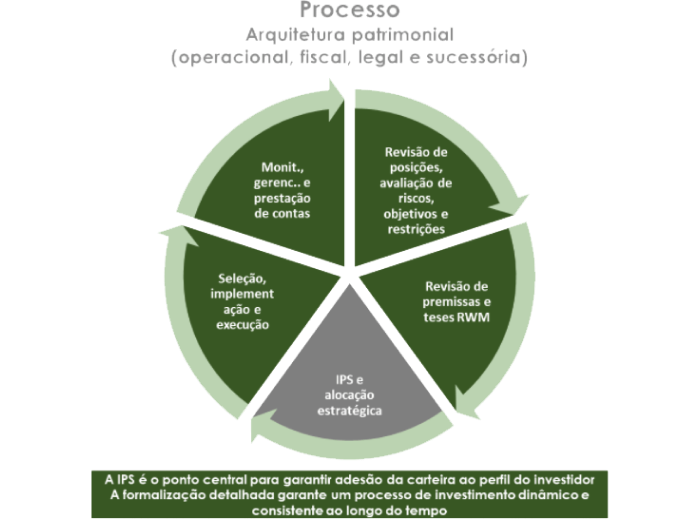 Processo
Arquitetura patrimonial
(operacional, fiscal, legal e sucessória)
Revisão de
posições,
avaliação de
riscos,
objetivos e
restrições
Revisão de
premissas e
teses RWM
IPS e
alocação
estratégica
Seleção,
implement
ação e
execução
Monit.,
gerenc.. e
prestação
de contas
A IPS é o ponto central para garantir adesão da carteira ao perfil do investidor
A formalização detalhada garante um processo de investimento dinâmico e
consistente ao longo do tempo